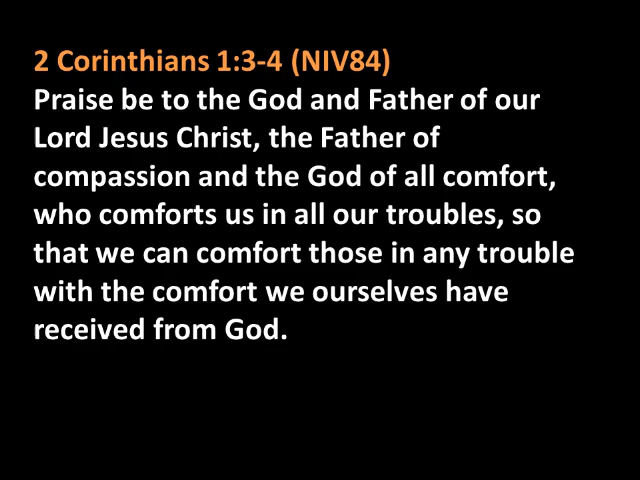 2 Corinthians 1:3-4 (NIV84)
Praise be to the God and Father of our
Lord Jesus Christ, the Father of
compassion and the God of all comfort,
who comforts us in all our troubles, so
that we can comfort those in any trouble
with the comfort we ourselves have
received from God.